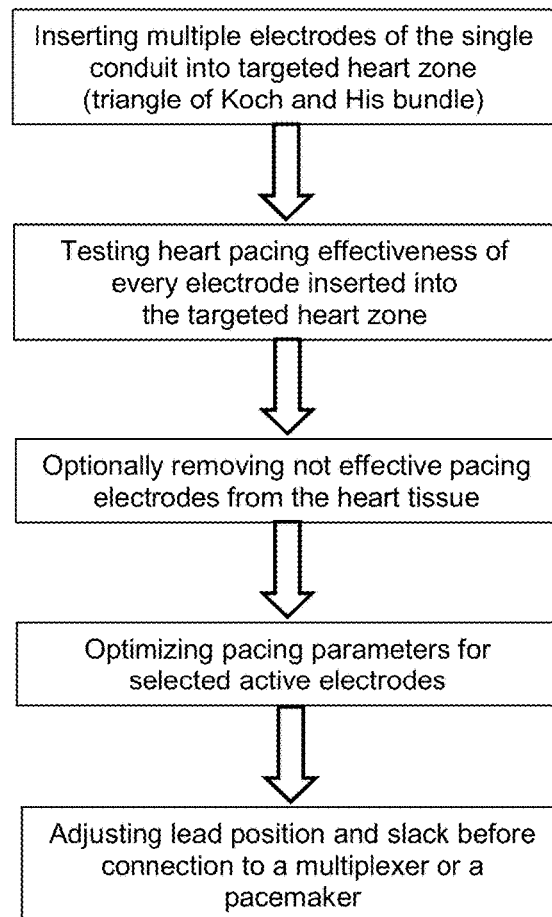 Inserting multiple electrodes of the single
conduit into targeted heart zone
(triangle of Koch and His bundle)
Testing heart pacing effectiveness of
every electrode inserted into
the targeted heart zone
Optionally removing not effective pacing
electrodes from the heart tissue
Optimizing pacing parameters for
selected active electrodes
Adjusting lead position and slack before
connection to a multiplexer or a
pacemaker